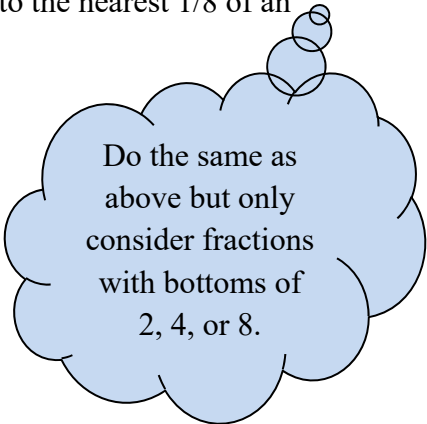 to the nearest 1/8 of an
Do the same as
above but only
consider fractions
with bottoms of
2, 4, or 8.